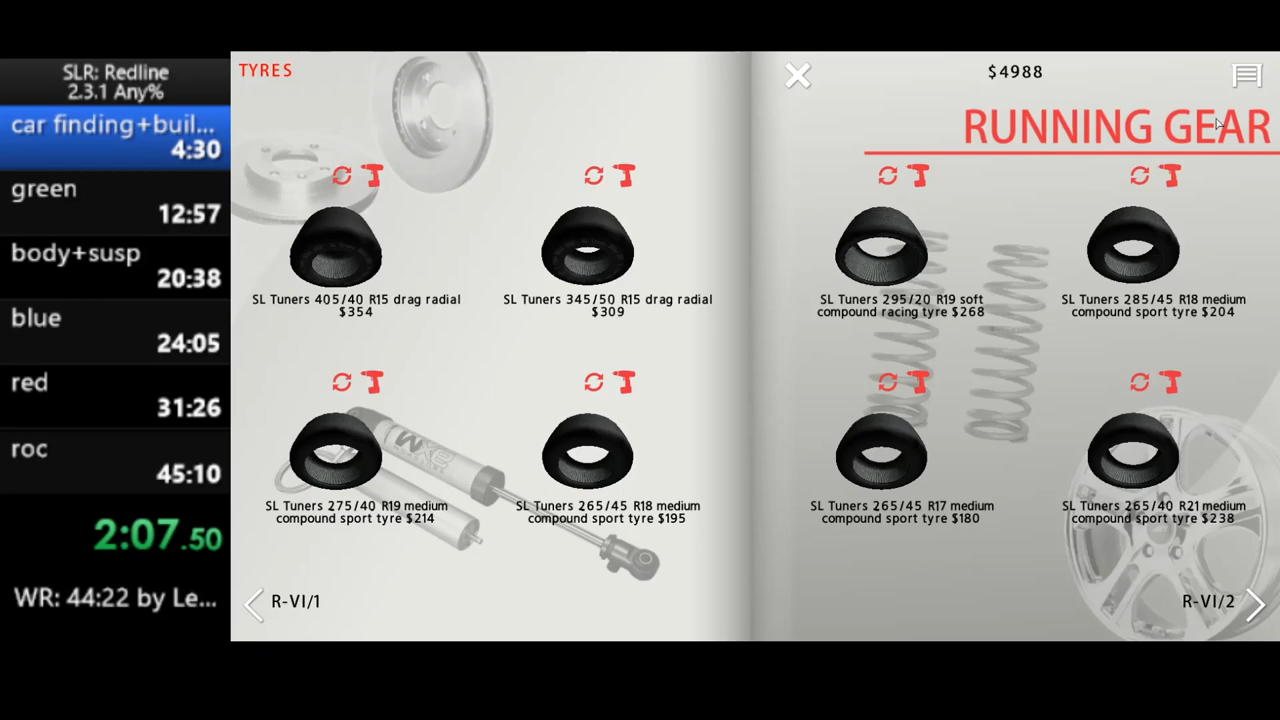 SLR: Redline
2.3.1 Any%
car finding+buil...
4:30
green
12:57
body+susp
20:38
blue
24:05
red
31:26
roc
45:10
2:07.50
WR: 44:22 by Le...
TYRES
$4988
RUNNING GEAR
SL Tuners 405/40 R15 drag radial
$354
SL Tuners 345/50 R15 drag radial
$309
SL Tuners 295/20 R19 soft
compound racing tyre $268
SL Tuners 285/45 R18 medium
compound sport tyre $204
SL Tuners 275/40 R19 medium
compound sport tyre $214
SL Tuners 265/45 R18 medium
compound sport tyre $195
SL Tuners 265/45 R17 medium
compound sport tyre $180
SL Tuners 265/40 R21 medium
compound sport tyre $238
R-VI/1
R-VI/2